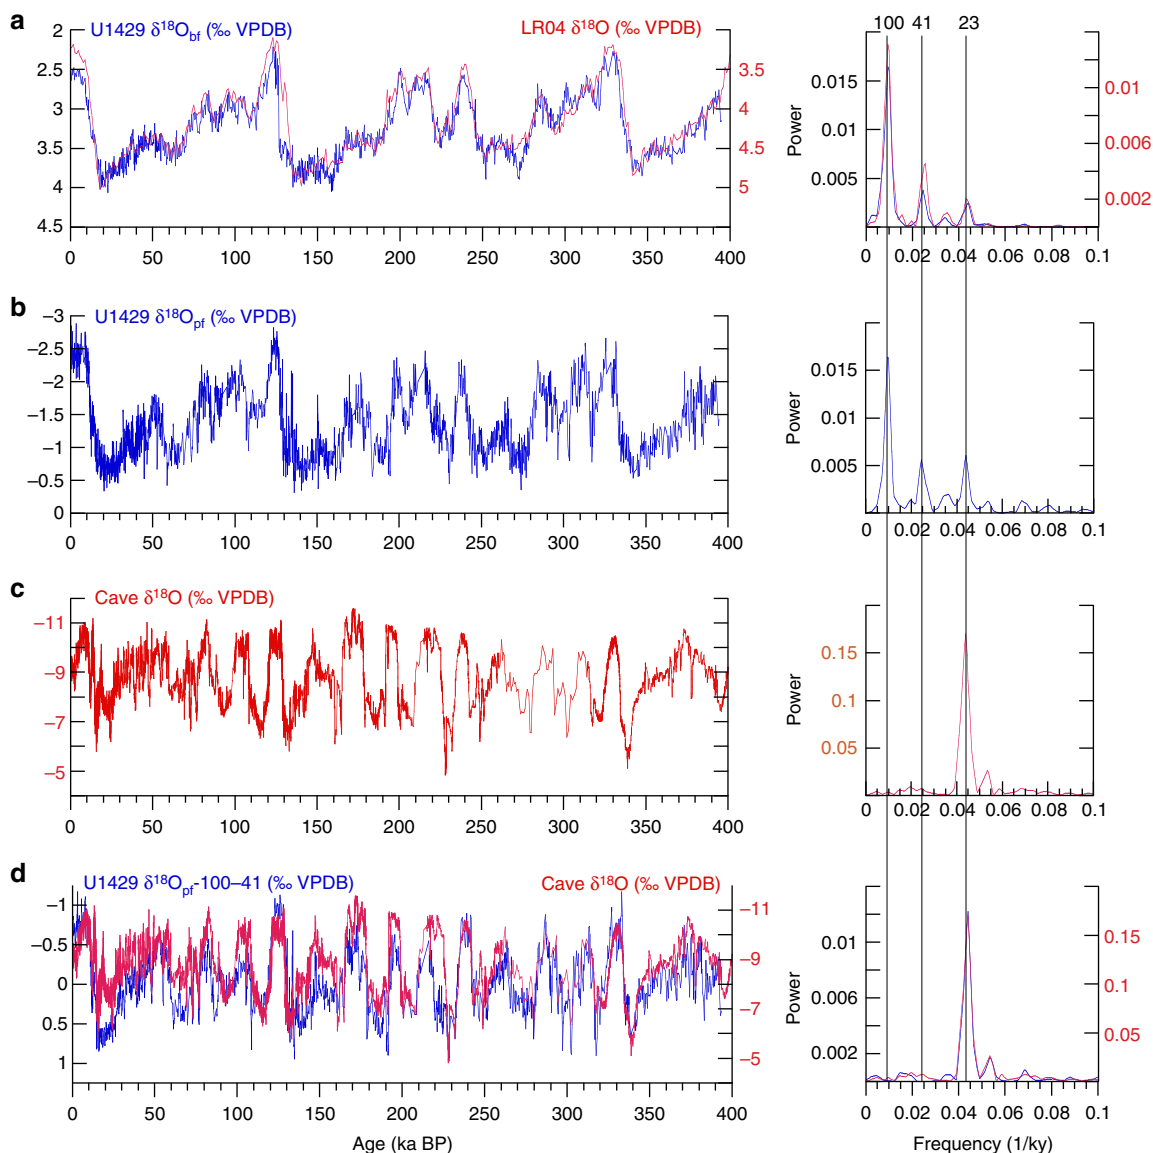 a
U1429 δ18Obf (‰ VPDB) LR04 δ18O (‰ VPDB)
100 41 23
2
2.5
3
3.5
4
4.5
3.5
4
4.5
5
0 50 100 150 200 250 300 350 400
Power
0.015
0.01
0.005
0.01
0.006
0.002
0 0.02 0.04 0.06 0.08 0.1
b
U1429 δ18Opf (‰ VPDB)
–3
–2.5
–2
–1.5
–1
–0.5
0
0 50 100 150 200 250 300 350 400
Power
0.015
0.01
0.005
0 0.02 0.04 0.06 0.08 0.1
c
Cave δ18O (‰ VPDB)
–11
–9
–7
–5
0 50 100 150 200 250 300 350 400
Power
0.15
0.1
0.05
0 0.02 0.04 0.06 0.08 0.1
d
U1429 δ18Opf-100–41 (‰ VPDB) Cave δ18O (‰ VPDB)
–1
–0.5
0
0.5
1
–11
–9
–7
–5
0 50 100 150 200 250 300 350 400
Age (ka BP)
Power
0.01
0.006
0.002
0.15
0.1
0.05
0 0.02 0.04 0.06 0.08 0.1
Frequency (1/ky)